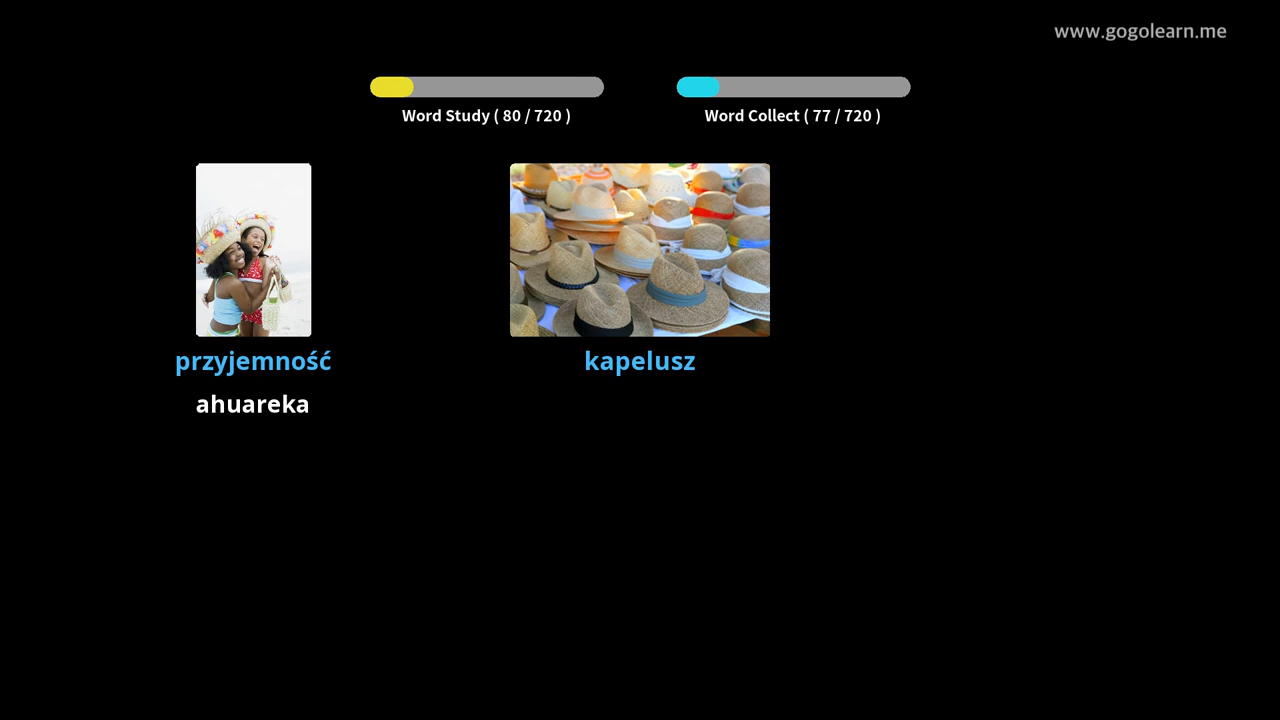 www.gogolearn.me
Word Study ( 80 / 720 )
Word Collect ( 77 / 720 )
przyjemność
kapelusz
ahuareka